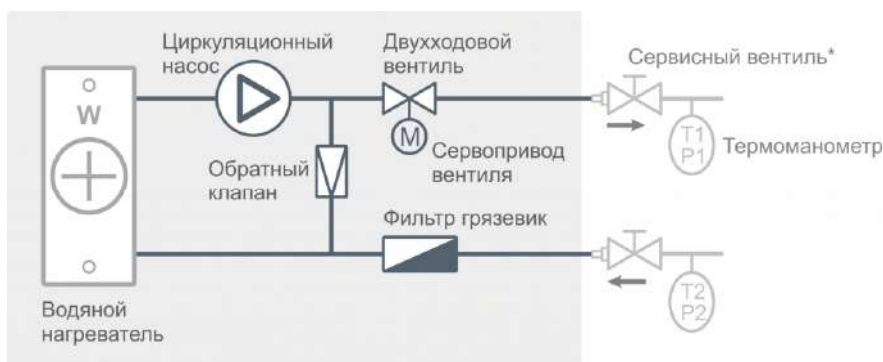 Циркуляционный
насос
Двухходовой
вентиль
Сервисный вентиль*
W
M
T1
P1
Термоманометр
Обратный
клапан
Сервопривод
вентиля
Фильтр грязевик
T2
P2
Водяной
нагреватель